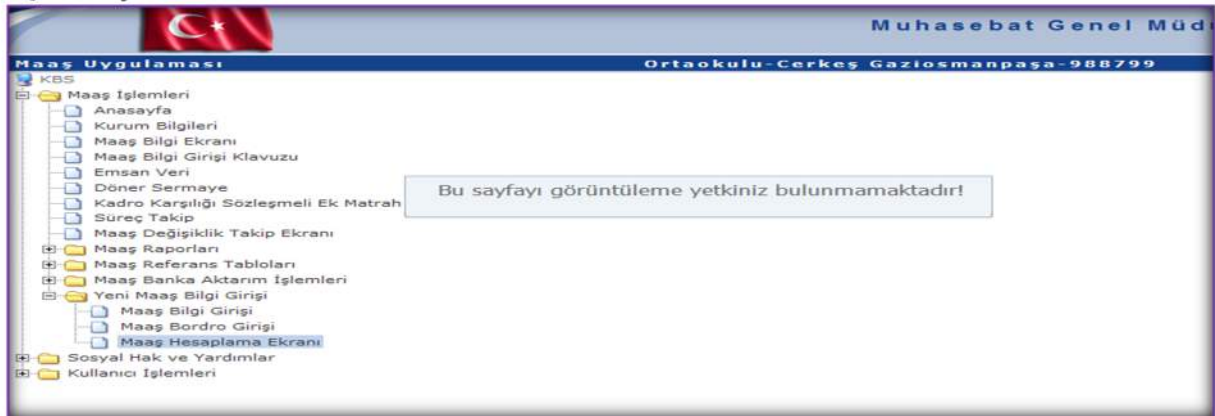 Muhasebat Genel Müd
Maaş Uygulaması
Ortaokulu-Cerkeş Gaziosmanpaşa-988799
KBS
Maaş İşlemleri
Anasayfa
Kurum Bilgileri
Maaş Bilgi Ekranı
Maaş Bilgi Girişi Klavuzu
Emsan Veri
Döner Sermaye
Kadro Karşılığı Sözleşmeli Ek Matrah
Süreç Takip
Maaş Değişiklik Takip Ekranı
Maaş Raporları
Maaş Referans Tabloları
Maaş Banka Aktarım İşlemleri
Yeni Maaş Bilgi Girişi
Maaş Bilgi Girişi
Maaş Bordro Girişi
Maaş Hesaplama Ekranı
Sosyal Hak ve Yardımlar
Kullanıcı İşlemleri
Bu sayfayı görüntüleme yetkiniz bulunmamaktadır!